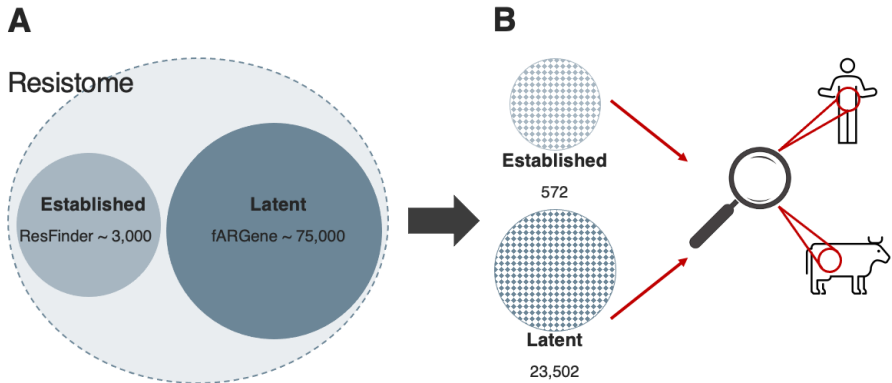 A
Resistome
Established
ResFinder ~ 3,000
Latent
fARGene ~ 75,000
B
Established
572
Latent
23,502